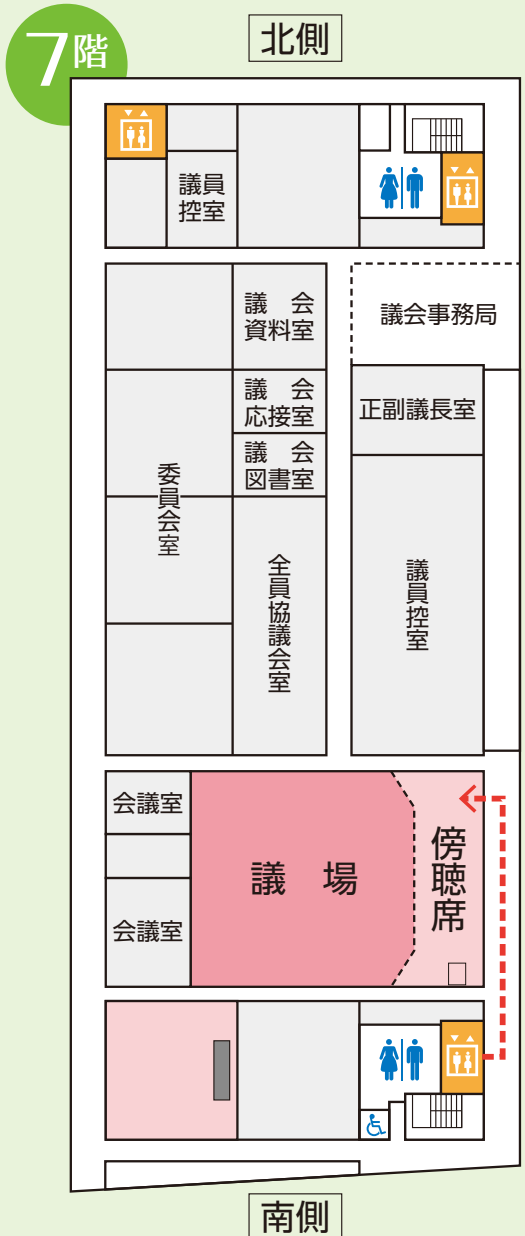 7階
北側
議員
控室
議　会
資料室
議会事務局
議　会
応接室
正副議長室
議　会
図書室
委員会室
全員協議会室
議員控室
会議室
議　場
傍聴席
会議室
南側